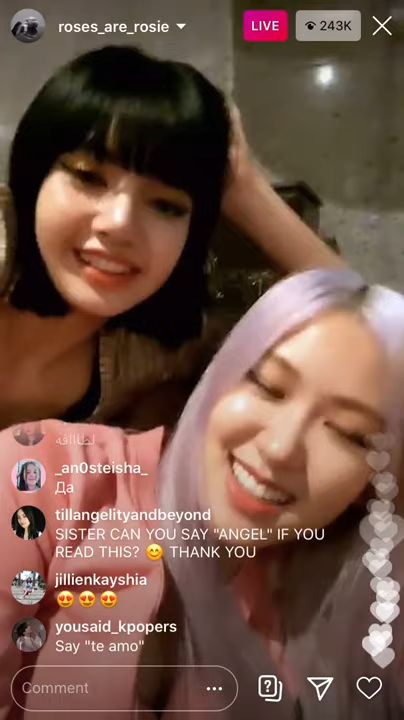 roses_are_rosie
LIVE
243K
لطاااقه
_an0steisha_
Да
tillangelityandbeyond
SISTER CAN YOU SAY "ANGEL" IF YOU
READ THIS? 😊 THANK YOU
jillienkayshia
😍😍😍
yousaid_kpopers
Say "te amo"
Comment